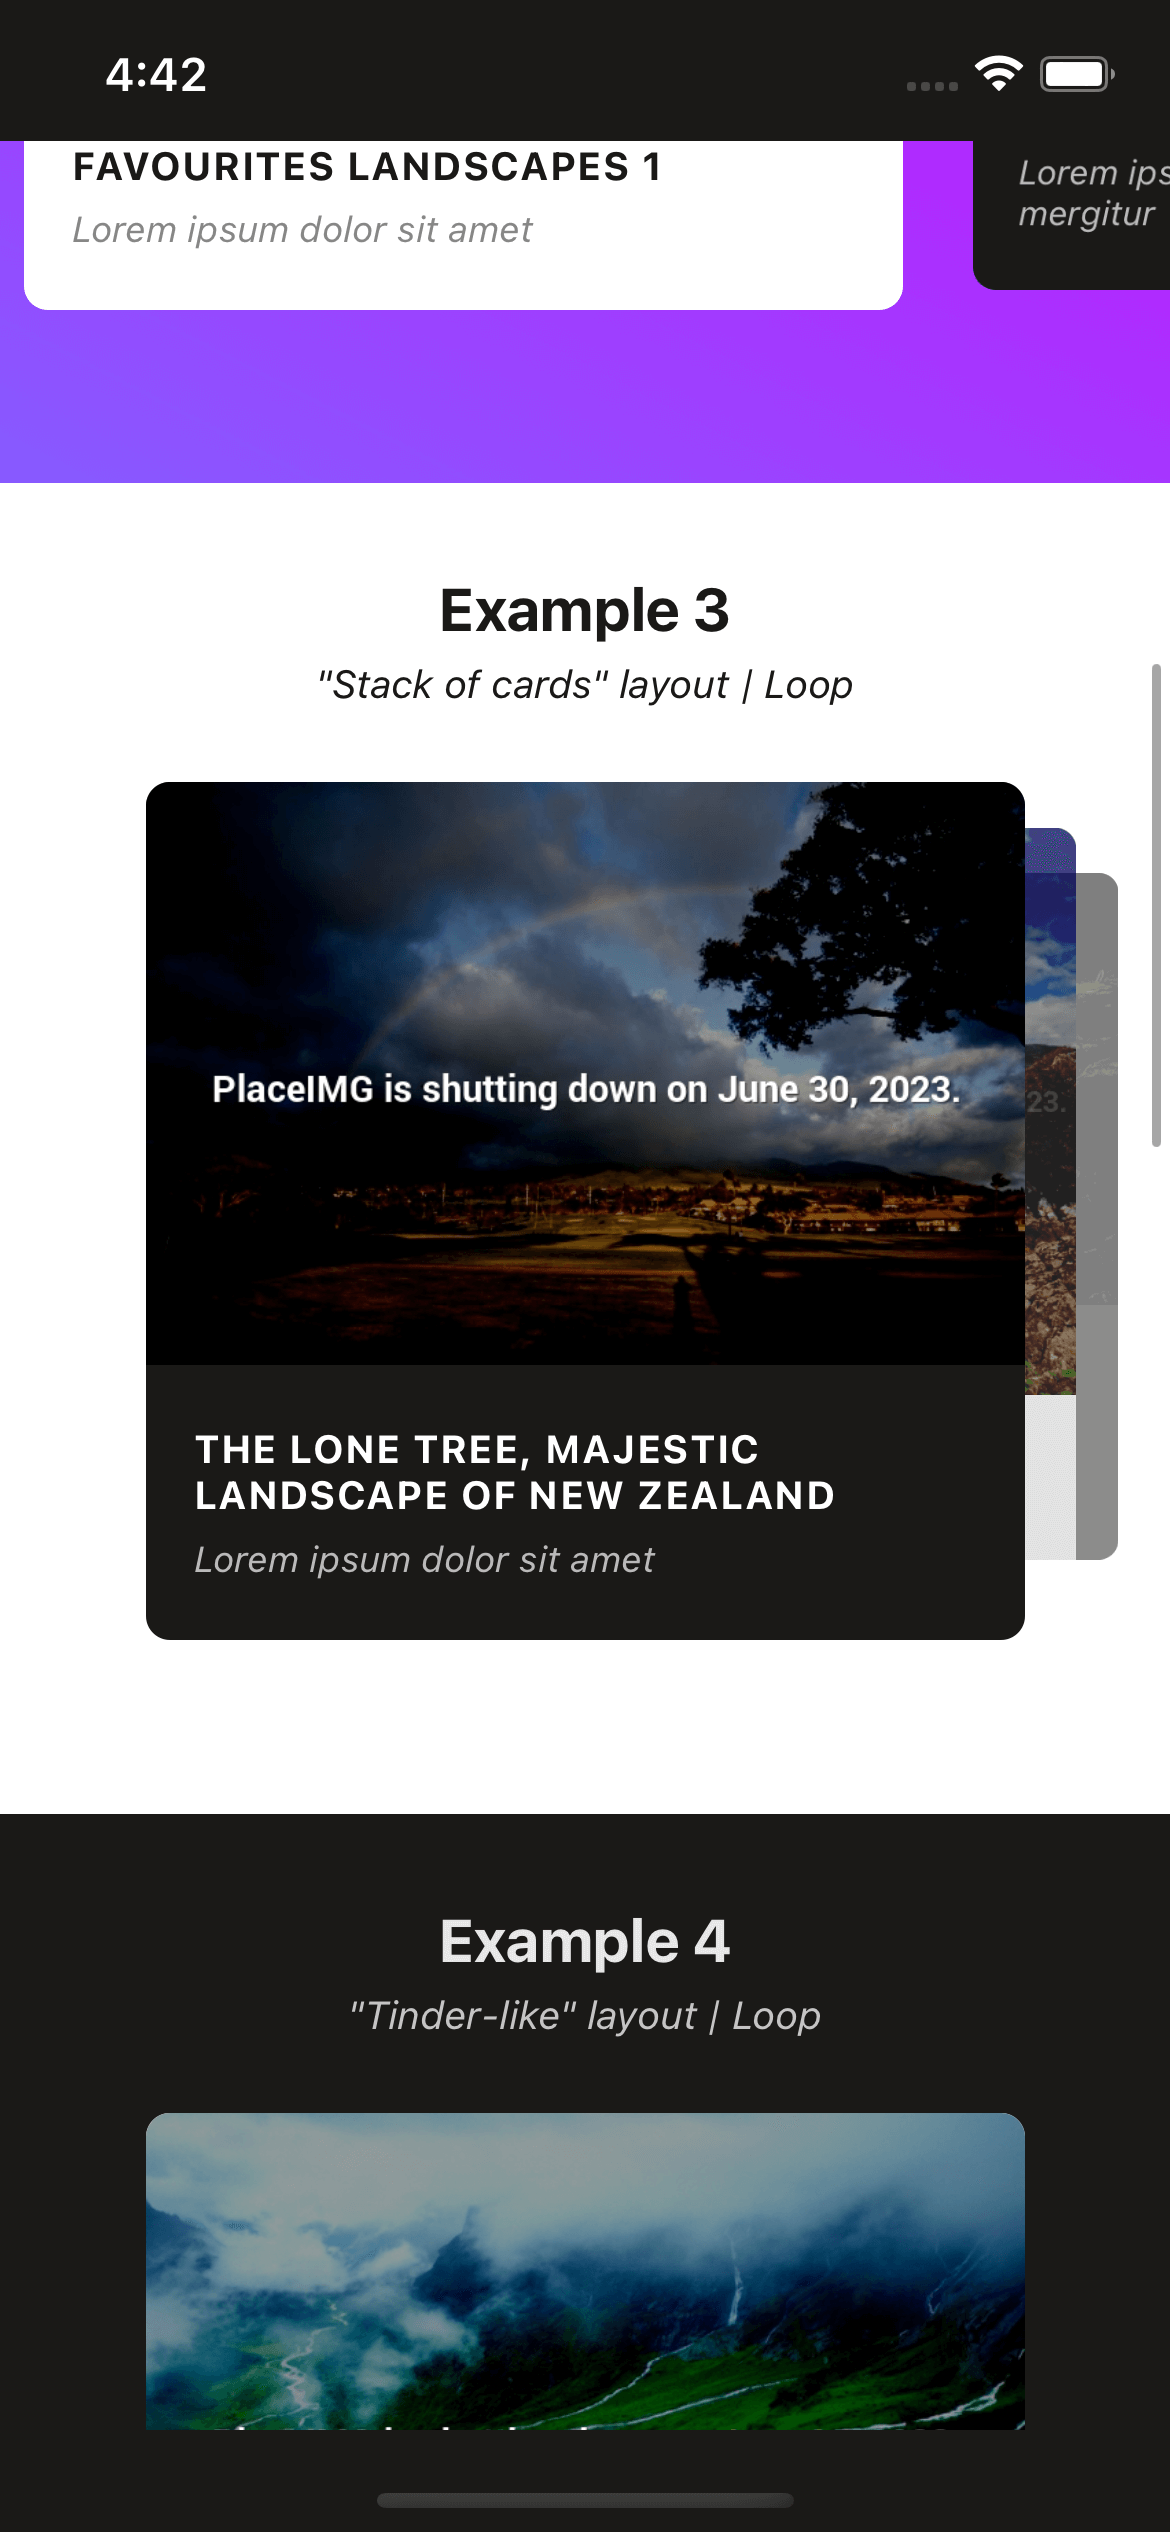 4:42
FAVOURITES LANDSCAPES 1
Lorem ipsum dolor sit amet
Lorem
mergitur
Example 3
"Stack of cards" layout | Loop
PlaceIMG is shutting down on June 30, 2023.
23.
THE LONE TREE, MAJESTIC
LANDSCAPE OF NEW ZEALAND
Lorem ipsum dolor sit amet
Example 4
"Tinder-like" layout | Loop